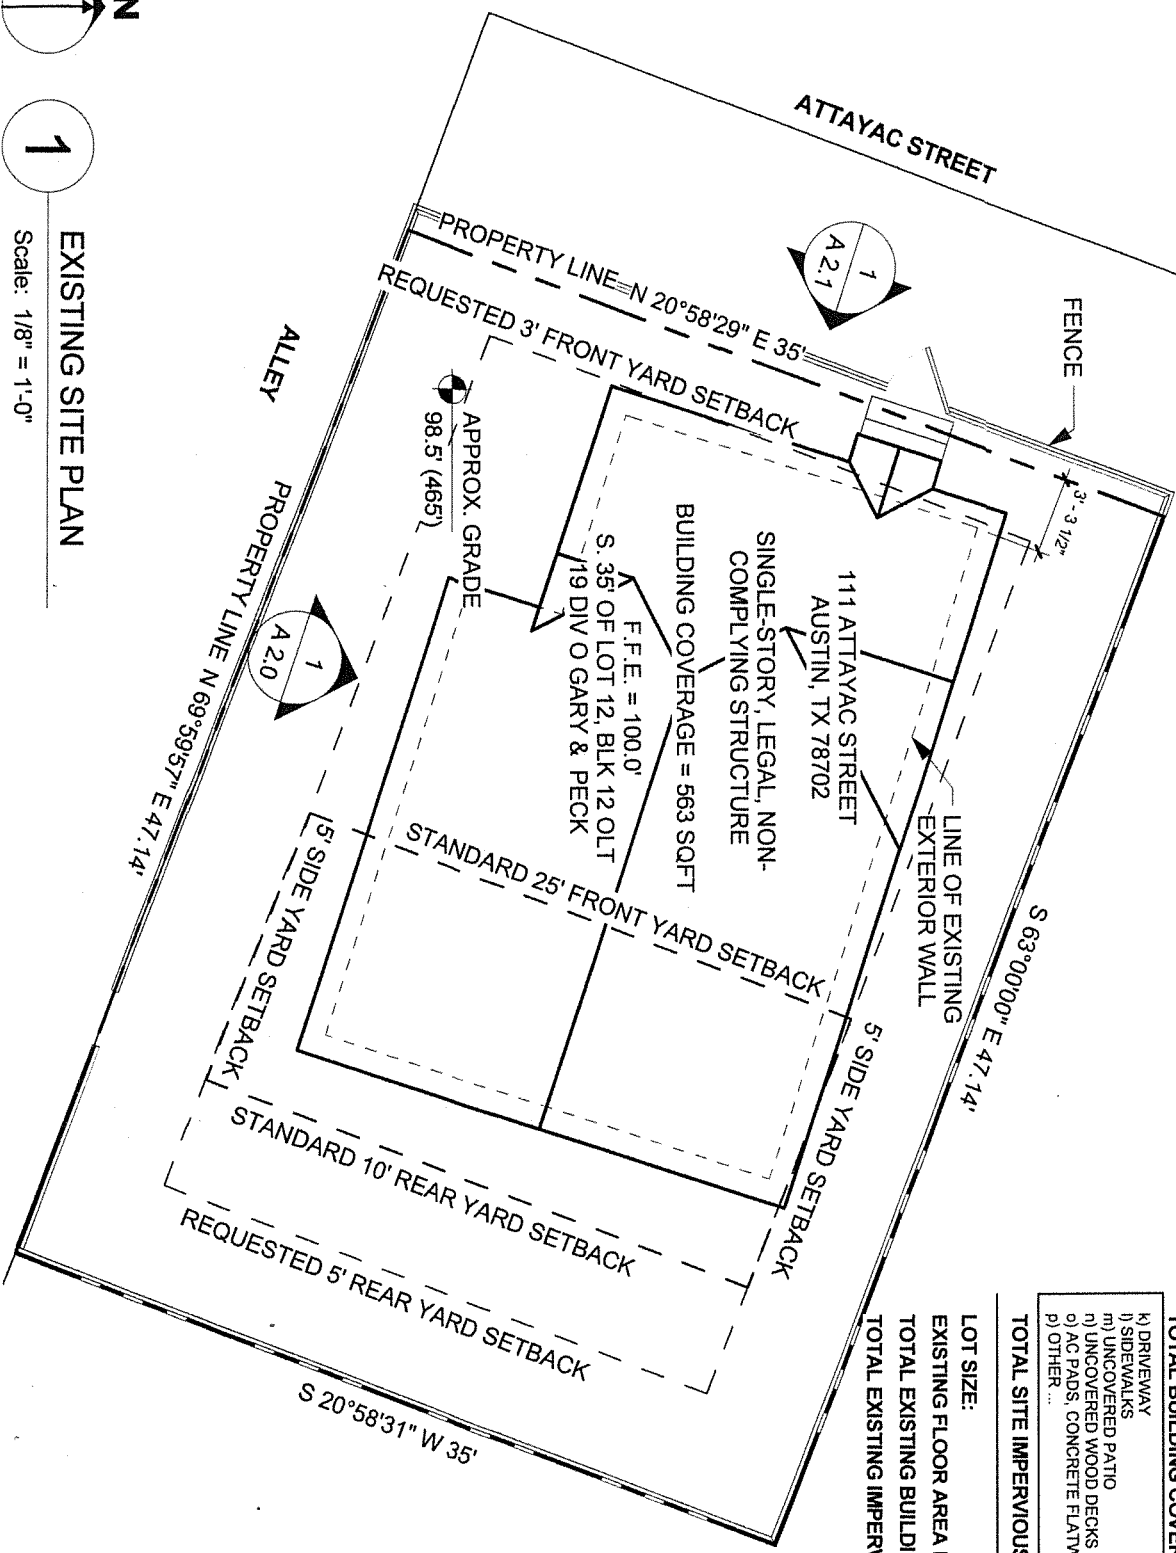 N
1
EXISTING SITE PLAN
Scale: 1/8" = 1'-0"
ATTAYAC STREET
PROPERTY LINE N 20°58'29" E 35'
REQUESTED 3' FRONT YARD SETBACK
1
A 2.1
FENCE
3' - 3 1/2"
ALLEY
APPROX. GRADE
98.5' (465')
111 ATTAYAC STREET
AUSTIN, TX 78702
SINGLE-STORY, LEGAL, NON-
COMPLYING STRUCTURE
BUILDING COVERAGE = 563 SQFT
F.F.E. = 100.0'
S. 35' OF LOT 12, BLK 12 OLT
19 DIV O GARY & PECK
LINE OF EXISTING
EXTERIOR WALL
S 63°00'00" E 47.14'
PROPERTY LINE N 69°59'57" E 47.14'
1
A 2.0
STANDARD 25' FRONT YARD SETBACK
5' SIDE YARD SETBACK
5' SIDE YARD SETBACK
STANDARD 10' REAR YARD SETBACK
REQUESTED 5' REAR YARD SETBACK
S 20°58'31" W 35'
TOTAL BUILDING COVER
k) DRIVEWAY
l) SIDEWALKS
m) UNCOVERED PATIO
n) UNCOVERED WOOD DECKS
o) AC PADS, CONCRETE FLATW
p) OTHER ...
TOTAL SITE IMPERVIOUS
LOT SIZE:
EXISTING FLOOR AREA
TOTAL EXISTING BUILDI
TOTAL EXISTING IMPERV